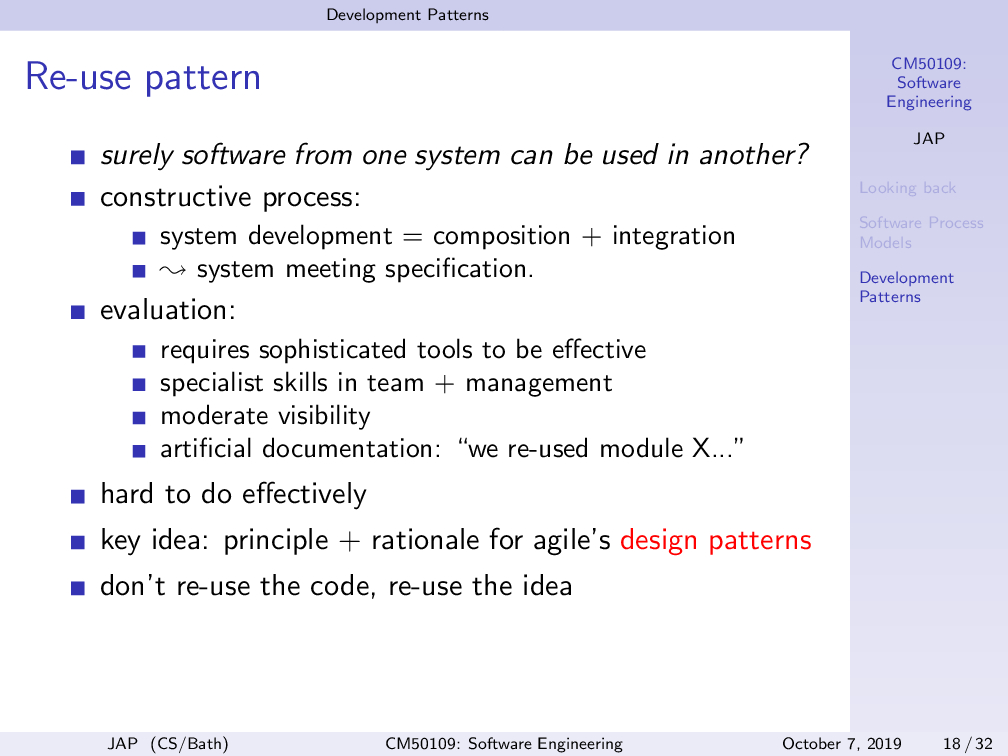 Development Patterns
Re-use pattern
surely software from one system can be used in another?
constructive process:
system development = composition + integration
⇝ system meeting specification.
evaluation:
requires sophisticated tools to be effective
specialist skills in team + management
moderate visibility
artificial documentation: “we re-used module X...”
hard to do effectively
key idea: principle + rationale for agile’s design patterns
don’t re-use the code, re-use the idea
CM50109:
Software
Engineering
JAP
Looking back
Software Process
Models
Development
Patterns
JAP (CS/Bath)
CM50109: Software Engineering
October 7, 2019
18 / 32